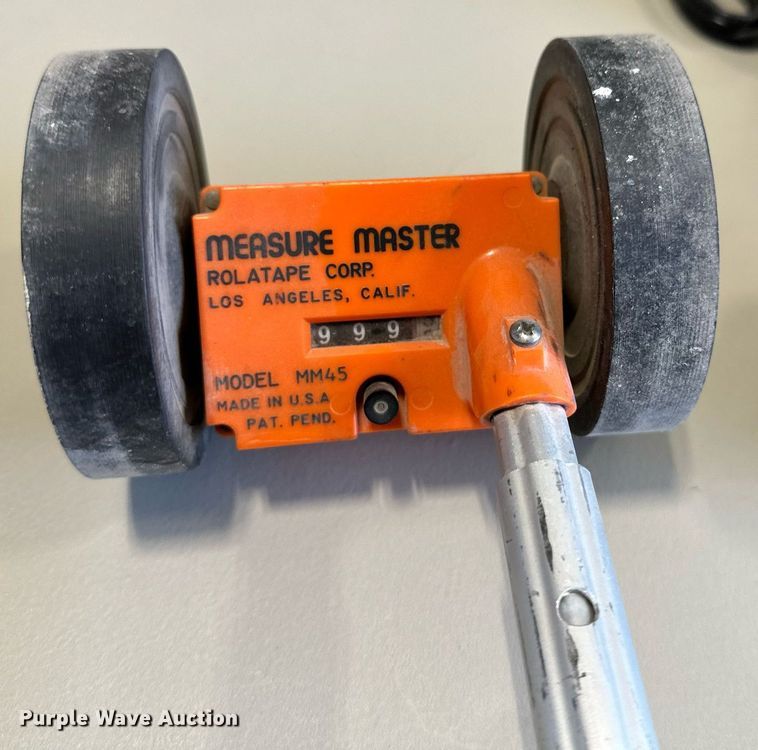 MEASURE MASTER
ROLATAPE CORP.
LOS ANGELES, CALIF.
9 9 9
MODEL MM45
MADE IN U.S.A
PAT. PEND.
Purple Wave Auction